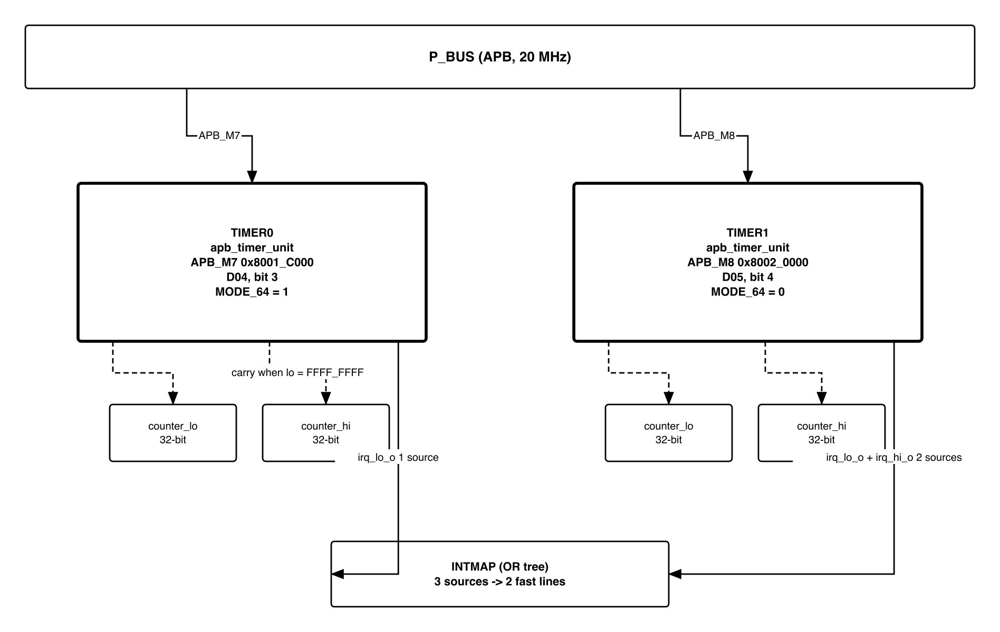 P_BUS (APB, 20 MHz)
APB_M7
APB_M8
TIMER0
apb_timer_unit
APB_M7 0x8001_C000
D04, bit 3
MODE_64 = 1
TIMER1
apb_timer_unit
APB_M8 0x8002_0000
D05, bit 4
MODE_64 = 0
carry when lo = FFFF_FFFF
counter_lo
32-bit
counter_hi
32-bit
counter_lo
32-bit
counter_hi
32-bit
irq_lo_o 1 source
irq_lo_o + irq_hi_o 2 sources
INTMAP (OR tree)
3 sources -> 2 fast lines